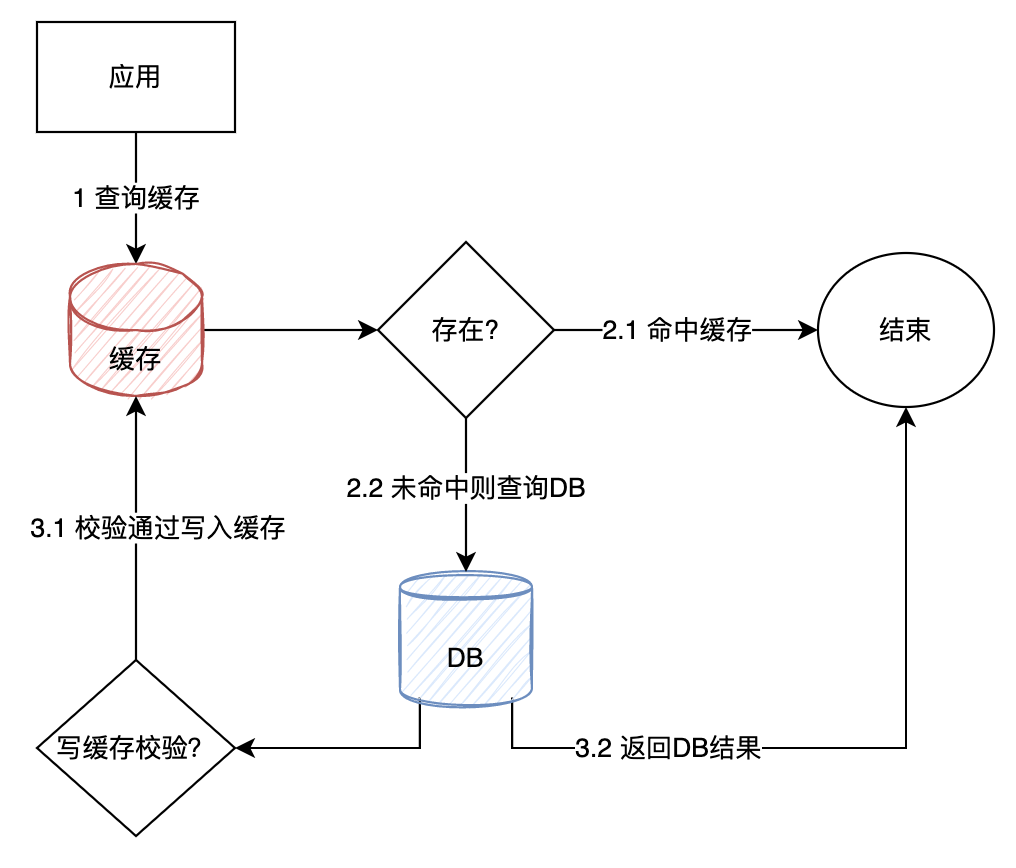 应用
1 查询缓存
缓存
存在?
2.1 命中缓存
结束
2.2 未命中则查询DB
3.1 校验通过写入缓存
DB
写缓存校验?
3.2 返回DB结果